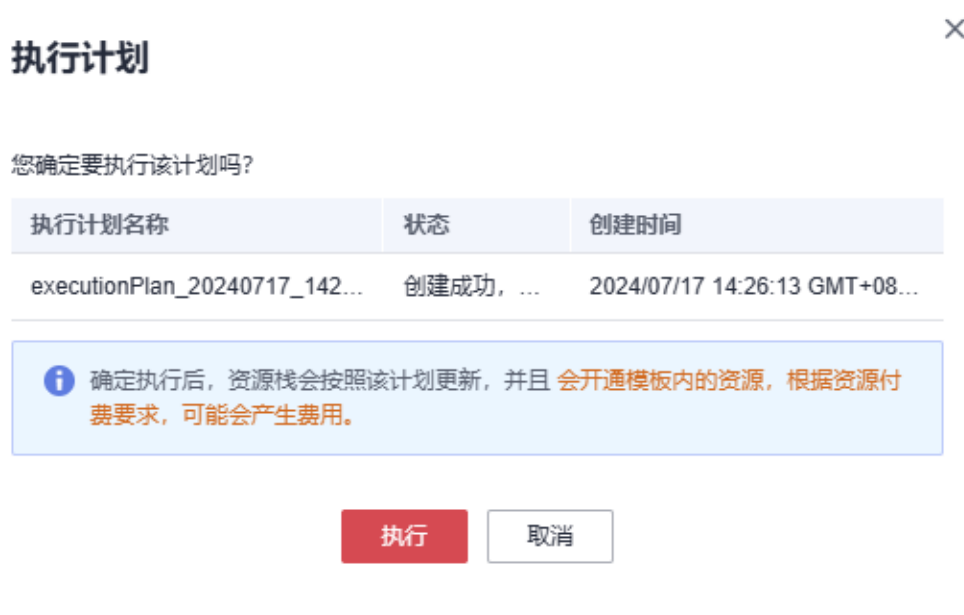 执行计划
您确定要执行该计划吗?
执行计划名称 状态 创建时间
executionPlan_20240717_142... 创建成功，... 2024/07/17 14:26:13 GMT+08...
确定执行后，资源栈会按照该计划更新，并且 会开通模板内的资源，根据资源付
费要求，可能会产生费用。
执行 取消